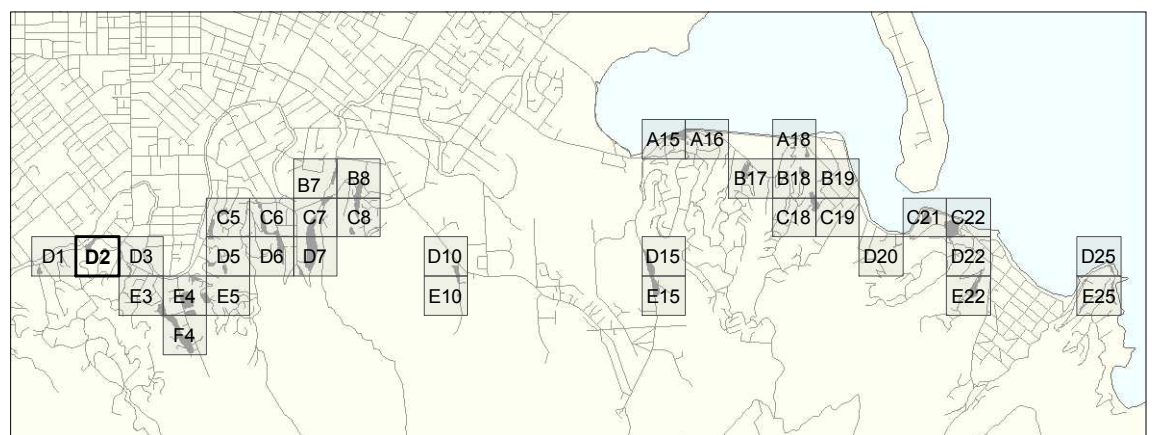 A15 A16 A18
B7 B8 B17 B18 B19
C5 C6 C7 C8 C18 C19 C21 C22
D1 D2 D3 D5 D6 D7 D10 D15 D20 D22 D25
E3 E4 E5 E10 E15 E22 E25
F4